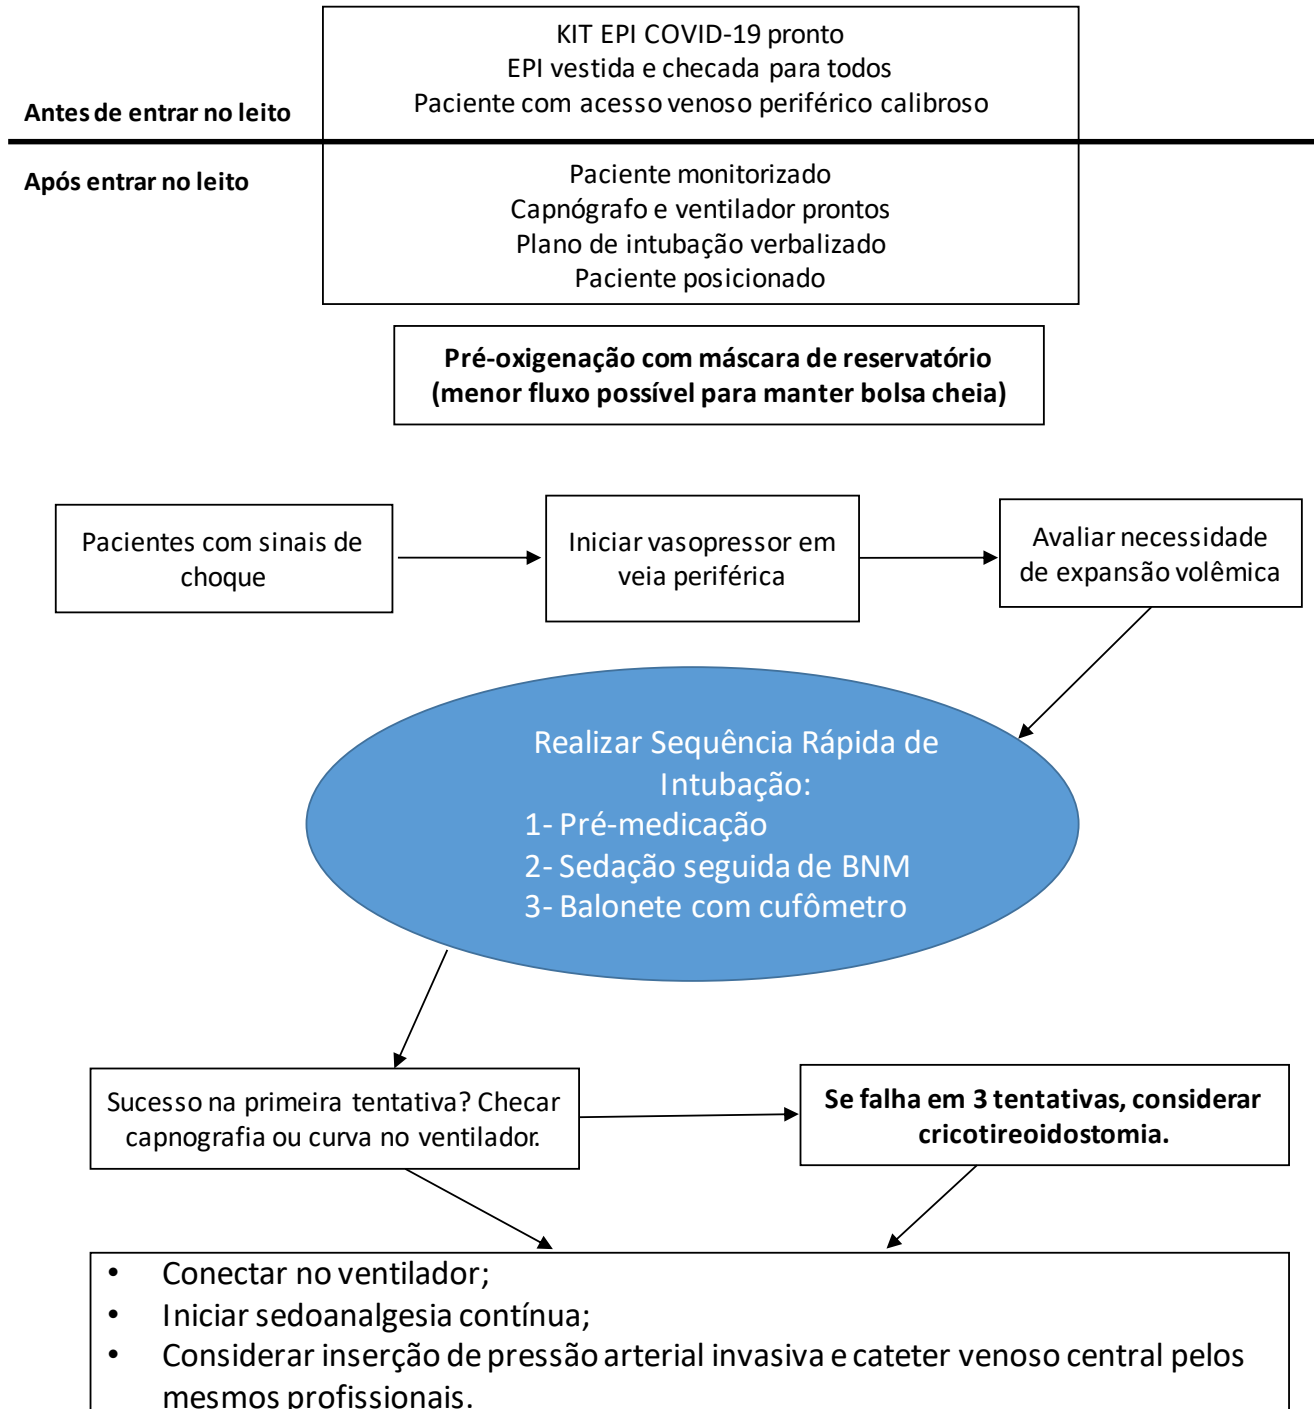 KIT EPI COVID-19 pronto
EPI vestida e checada para todos
Paciente com acesso venoso periférico calibroso
Antes de entrar no leito
Após entrar no leito
Paciente monitorizado
Capnógrafo e ventilador prontos
Plano de intubação verbalizado
Paciente posicionado
Pré-oxigenação com máscara de reservatório
(menor fluxo possível para manter bolsa cheia)
Pacientes com sinais de
choque
Iniciar vasopressor em
veia periférica
Avaliar necessidade
de expansão volêmica
Realizar Sequência Rápida de
Intubação:
1- Pré-medicação
2- Sedação seguida de BNM
3- Balonete com cufômetro
Sucesso na primeira tentativa? Checar
capnografia ou curva no ventilador.
Se falha em 3 tentativas, considerar
cricotireoidostomia.
• Conectar no ventilador;
• Iniciar sedoanalgesia contínua;
• Considerar inserção de pressão arterial invasiva e cateter venoso central pelos
mesmos profissionais.